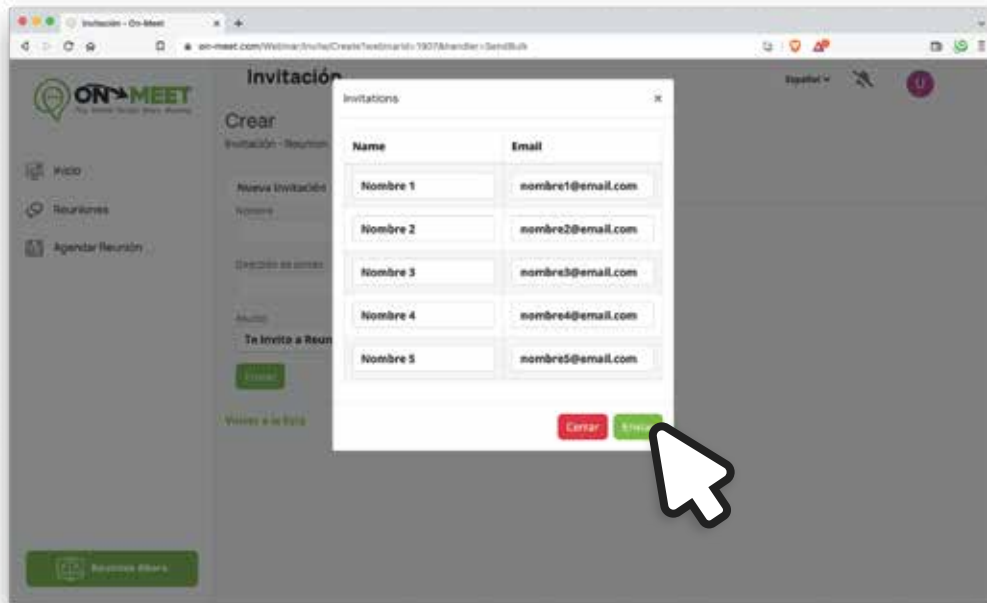 Invitación - On-Meet
on-meet.com/Webinar/Invite/Create?webinarId=1907&handler=SendBulk
ON MEET
Invitación
Español
U
Crear
Invitación - Reunion
Inicio
Reuniones
Agendar Reunión
Nueva Invitación
Nombre
Dirección de correo
Asunto
Te Invito a Reun
Enviar
Volver a la lista
Reunirse Ahora
Invitations
Name Email
Nombre 1 nombre1@email.com
Nombre 2 nombre2@email.com
Nombre 3 nombre3@email.com
Nombre 4 nombre4@email.com
Nombre 5 nombre5@email.com
Cerrar Enviar